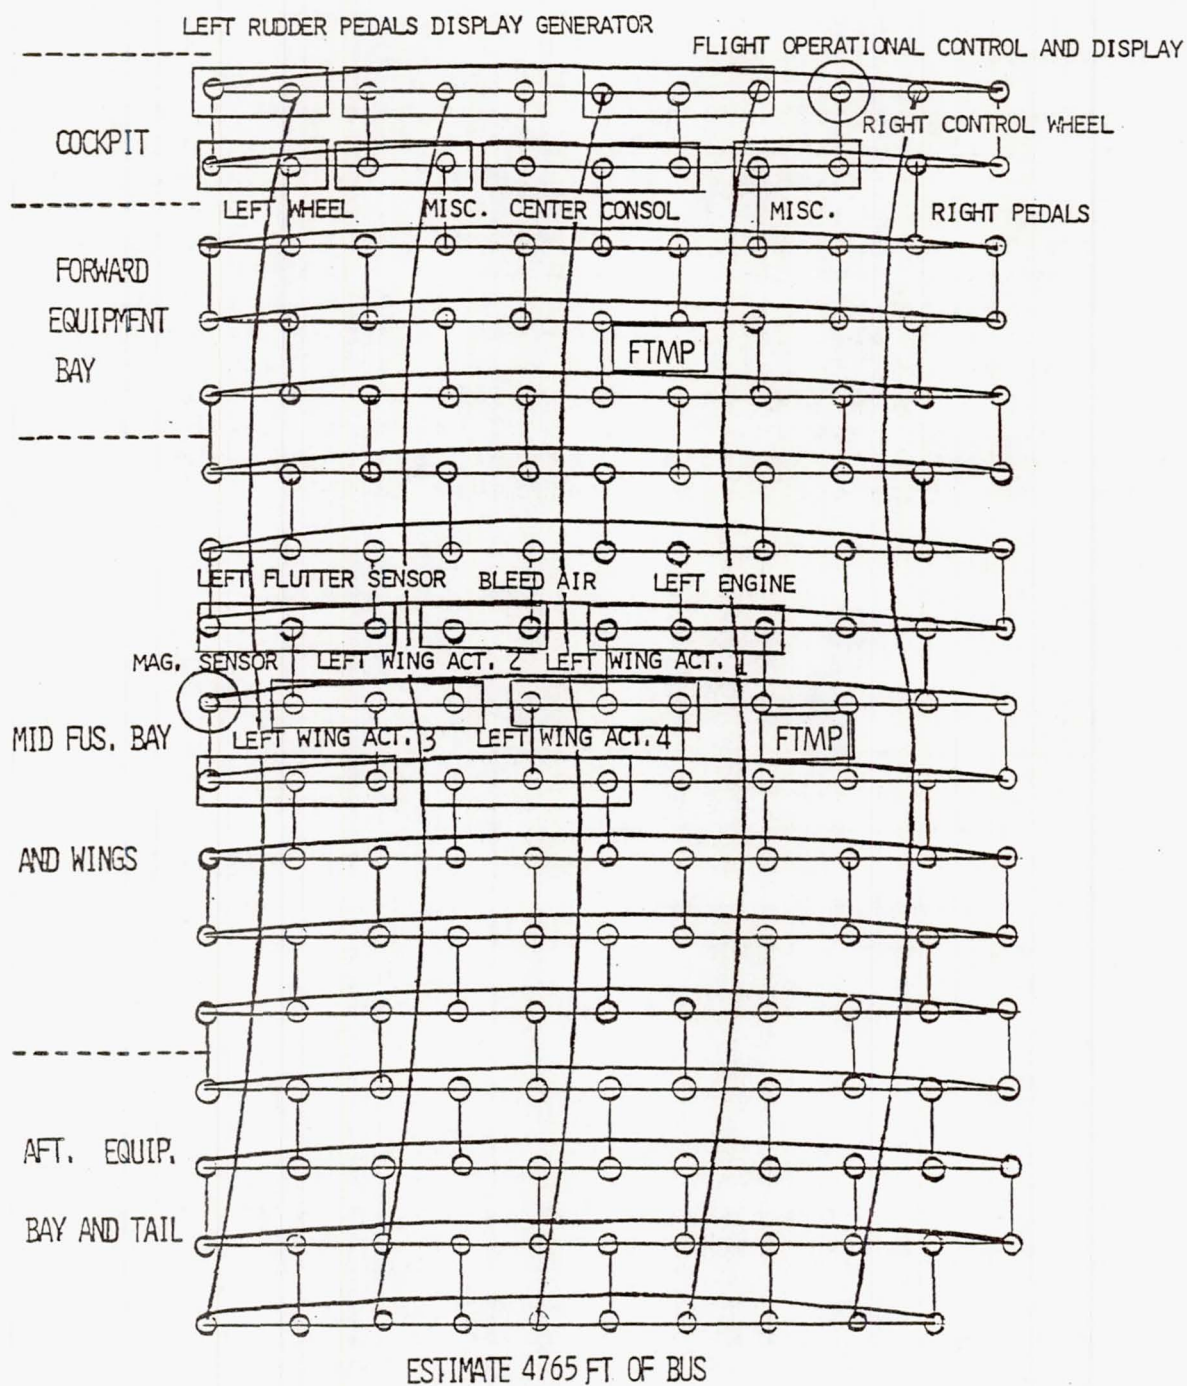 LEFT RUDDER PEDALS DISPLAY GENERATOR
FLIGHT OPERATIONAL CONTROL AND DISPLAY
COCKPIT
RIGHT CONTROL WHEEL
LEFT WHEEL MISC. CENTER CONSOL MISC. RIGHT PEDALS
FORWARD
EQUIPMENT
FTMP
BAY
LEFT FLUTTER SENSOR BLEED AIR LEFT ENGINE
MAG. SENSOR LEFT WING ACT. 2 LEFT WING ACT. 1
MID FUS. BAY LEFT WING ACT. 3 LEFT WING ACT. 4 FTMP
AND WINGS
AFT. EQUIP.
BAY AND TAIL
ESTIMATE 4765 FT OF BUS